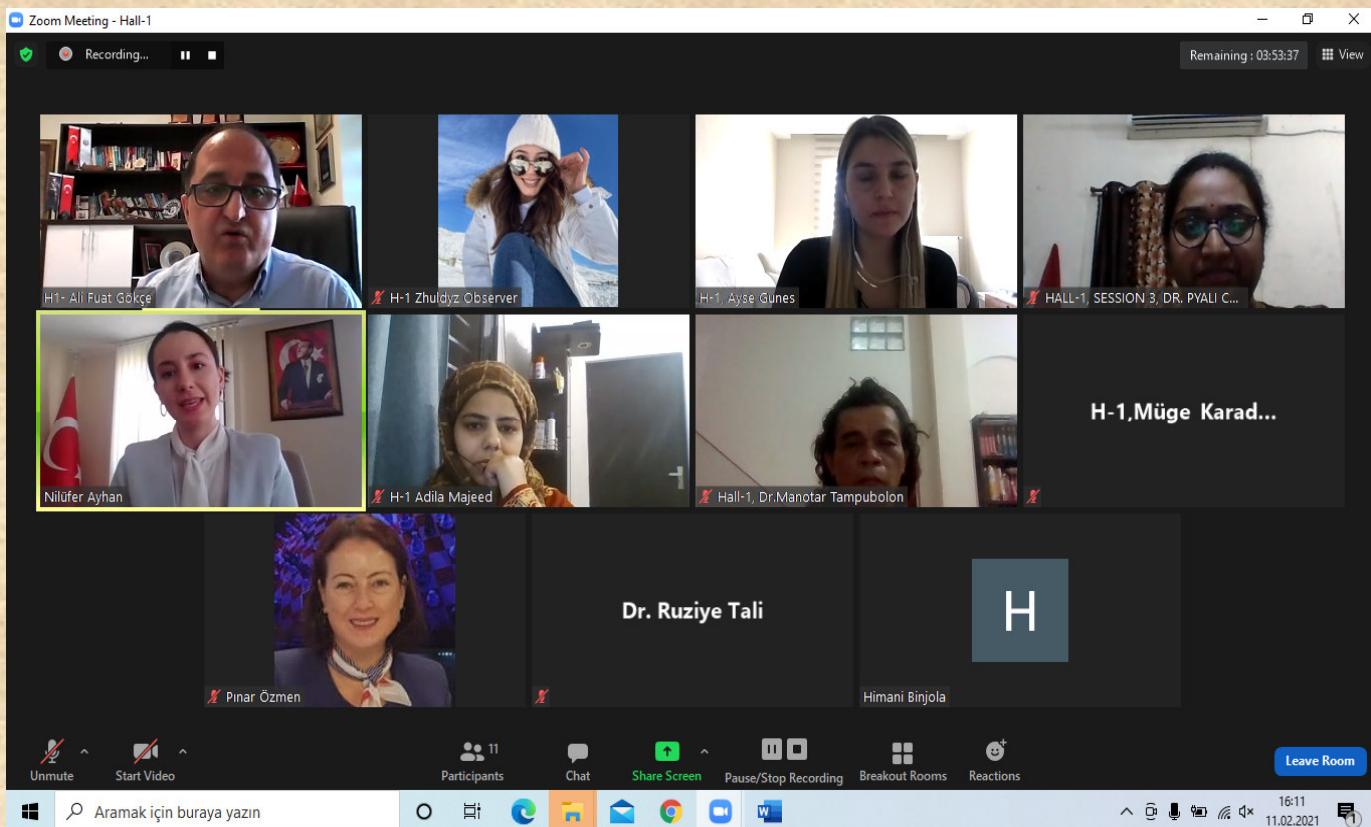 Zoom Meeting - Hall-1
Recording...
Remaining : 03:53:37
View
H1- Ali Fuat Gökçe
H-1 Zhuldyz Observer
H-1, Ayse Gunes
HALL-1, SESSION 3, DR. PYALI C...
Nilüfer Ayhan
H-1 Adila Majeed
Hall-1, Dr.Manotar Tampubolon
H-1,Müge Karad...
Pınar Özmen
Dr. Ruziye Tali
H
Himani Binjola
Unmute
Start Video
11
Participants
Chat
Share Screen
Pause/Stop Recording
Breakout Rooms
Reactions
Leave Room
Aramak için buraya yazın
W
16:11
11.02.2021
1